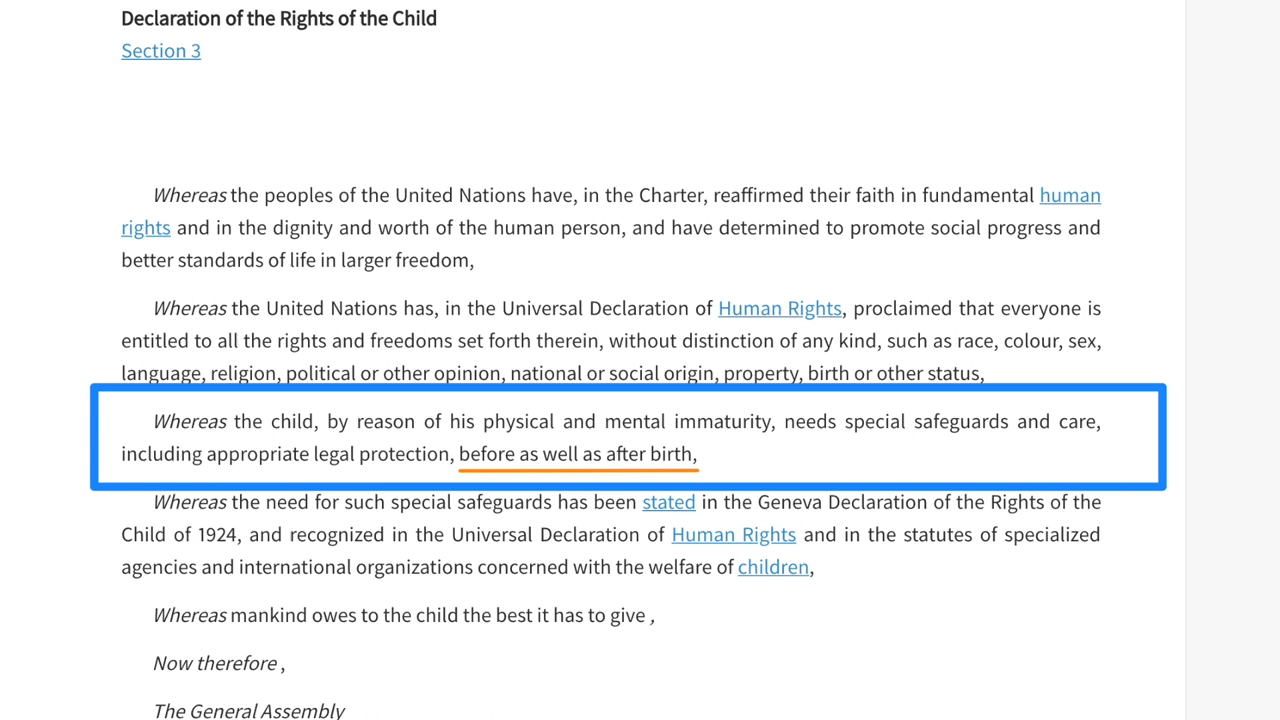 Declaration of the Rights of the Child
Section 3
Whereas the peoples of the United Nations have, in the Charter, reaffirmed their faith in fundamental human
rights and in the dignity and worth of the human person, and have determined to promote social progress and
better standards of life in larger freedom,
Whereas the United Nations has, in the Universal Declaration of Human Rights, proclaimed that everyone is
entitled to all the rights and freedoms set forth therein, without distinction of any kind, such as race, colour, sex,
language, religion, political or other opinion, national or social origin, property, birth or other status,
Whereas the child, by reason of his physical and mental immaturity, needs special safeguards and care,
including appropriate legal protection, before as well as after birth,
Whereas the need for such special safeguards has been stated in the Geneva Declaration of the Rights of the
Child of 1924, and recognized in the Universal Declaration of Human Rights and in the statutes of specialized
agencies and international organizations concerned with the welfare of children,
Whereas mankind owes to the child the best it has to give ,
Now therefore ,
The General Assembly